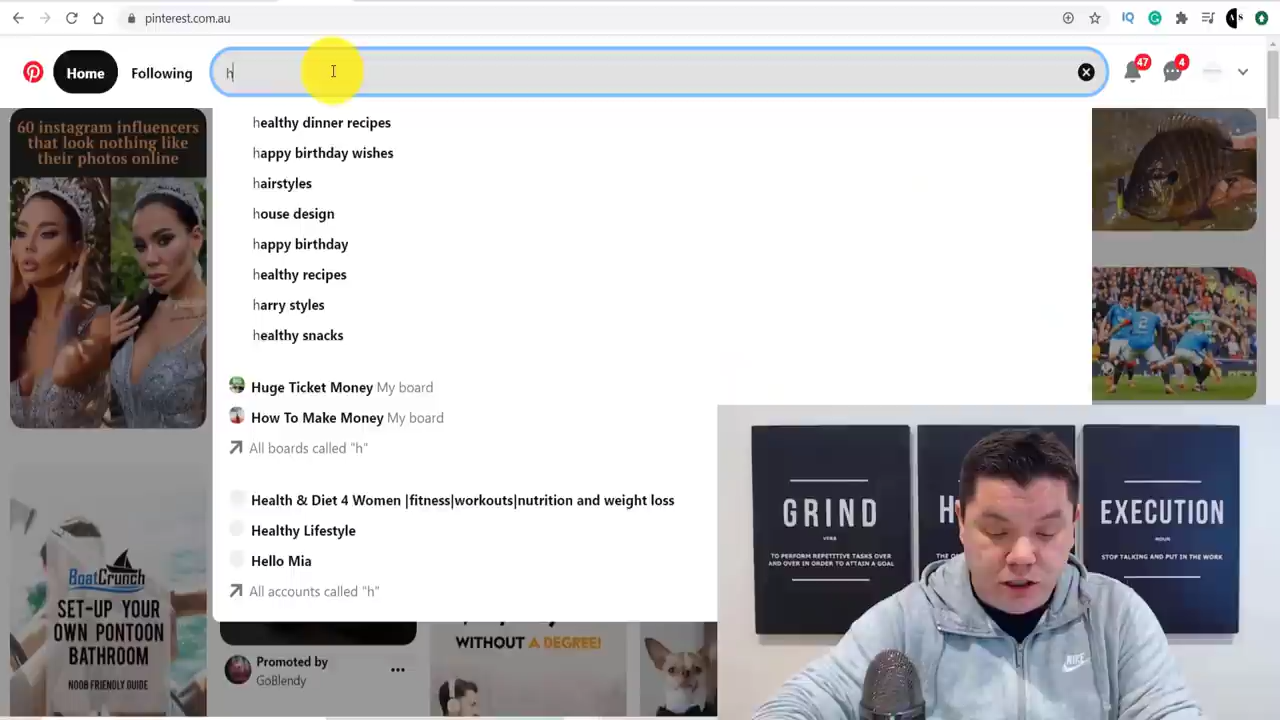 pinterest.com.au
Home
Following
h
47
4
60 instagram influencers
that look nothing like
their photos online
healthy dinner recipes
happy birthday wishes
hairstyles
house design
happy birthday
healthy recipes
harry styles
healthy snacks
Huge Ticket Money My board
How To Make Money My board
All boards called "h"
Health & Diet 4 Women |fitness|workouts|nutrition and weight loss
Healthy Lifestyle
Hello Mia
All accounts called "h"
BOATCRUNCH
SET-UP YOUR
OWN PONTOON
BATHROOM
NOOB FRIENDLY GUIDE
Promoted by
GoBlendy
WITHOUT A DEGREE!
GRIND
VERB
TO PERFORM REPETITIVE TASKS OVER
AND OVER IN ORDER TO ATTAIN A GOAL
EXECUTION
NOUN
STOP TALKING AND PUT IN THE WORK
NIKE